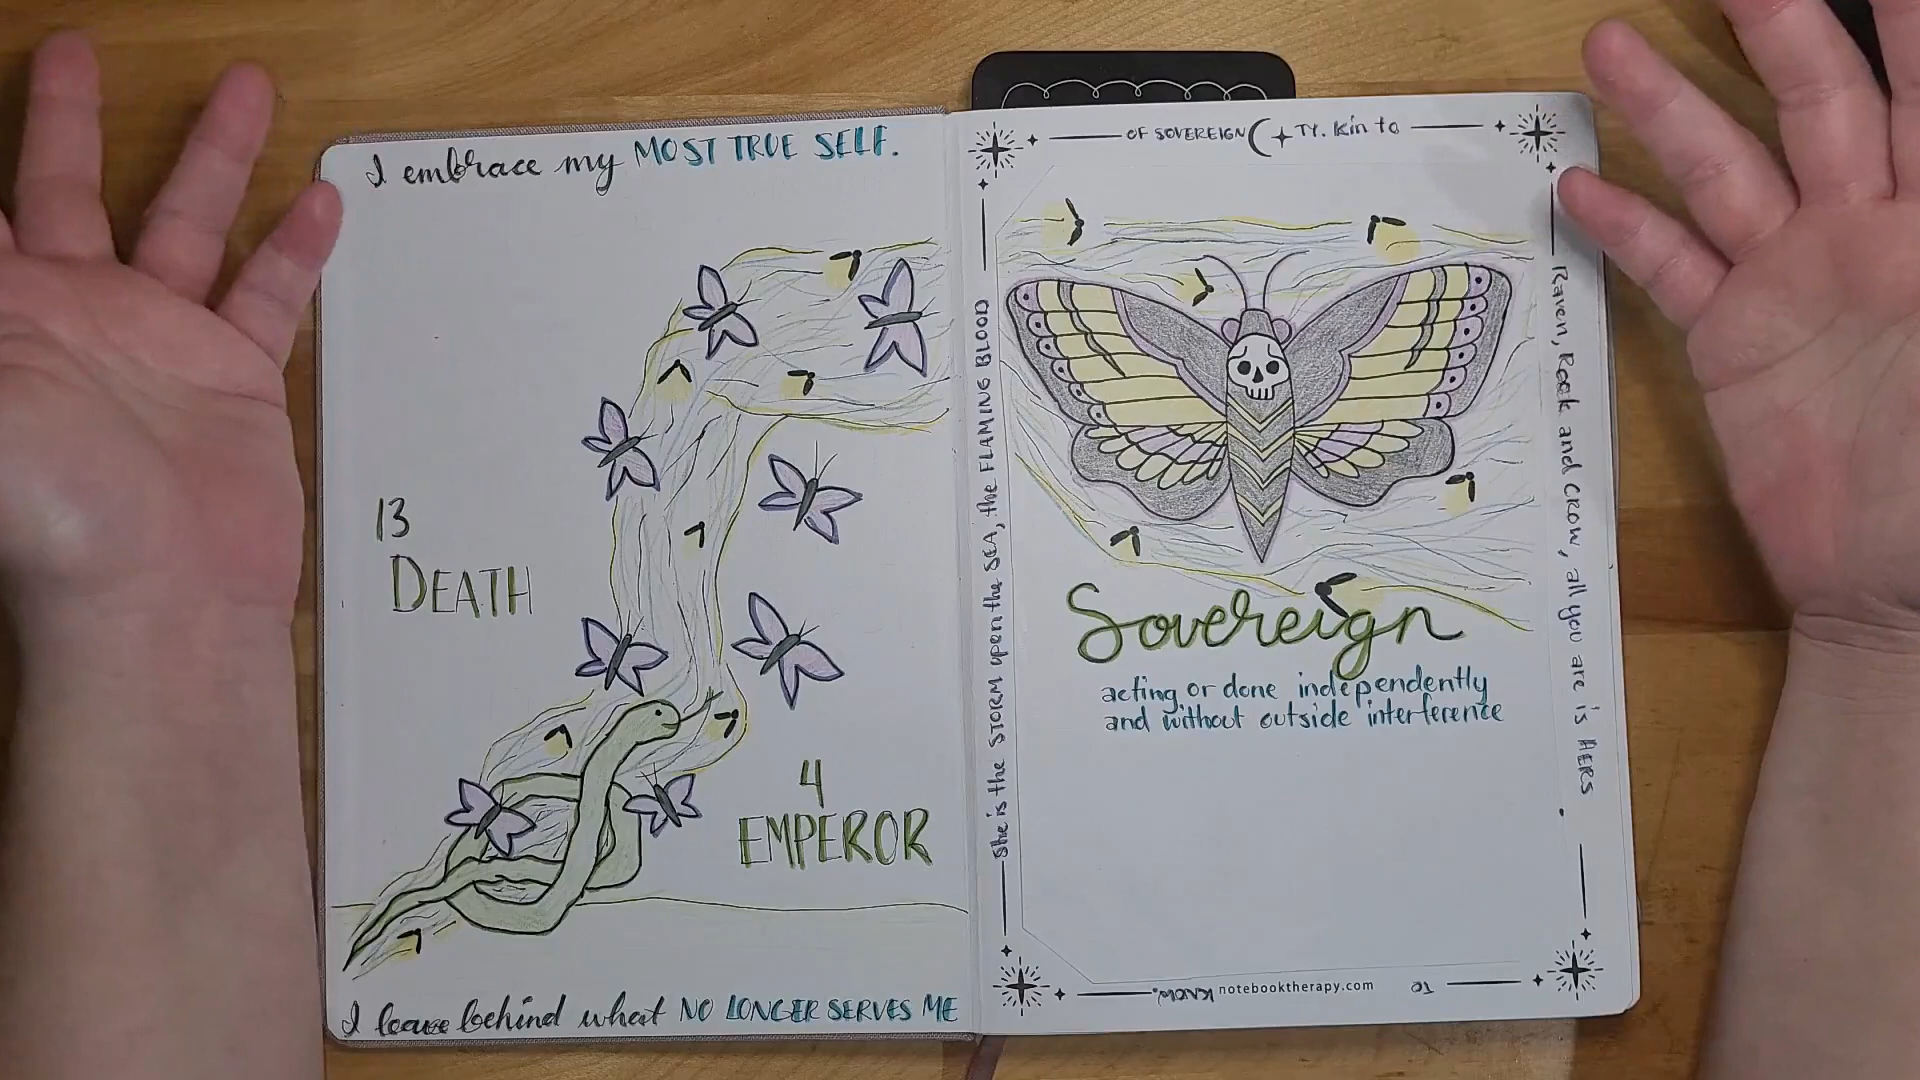 I embrace my MOST TRUE SELF.
13
DEATH
4
EMPEROR
I leave behind what NO LONGER SERVES ME
She is the STORM upon the SEA, the FLAMING BLOOD
OF SOVEREIGN TY. Kin to
Raven, Rook and Crow, all you are is HERS
To
KNOW.
notebooktherapy.com
Sovereign
acting or done independently
and without outside interference